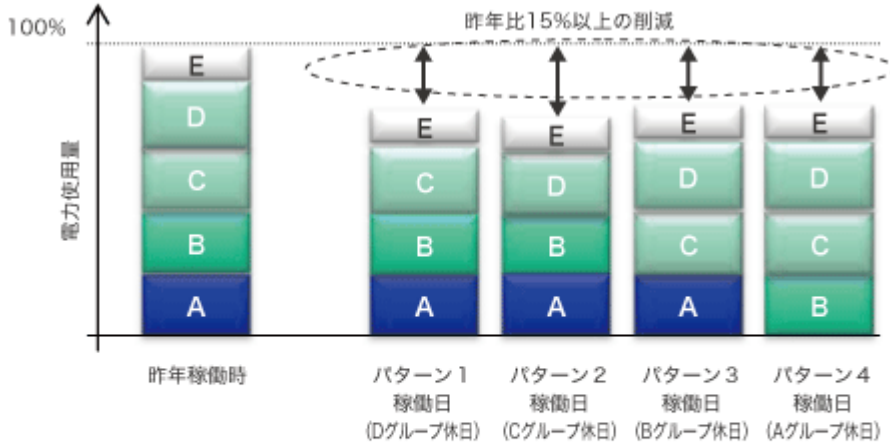 昨年比15%以上の削減
100%
電力使用量
E
D
C
B
A
E
C
B
A
E
D
B
A
E
D
C
A
E
D
C
B
昨年稼働時
パターン1
稼働日
(Dグループ休日)
パターン2
稼働日
(Cグループ休日)
パターン3
稼働日
(Bグループ休日)
パターン4
稼働日
(Aグループ休日)